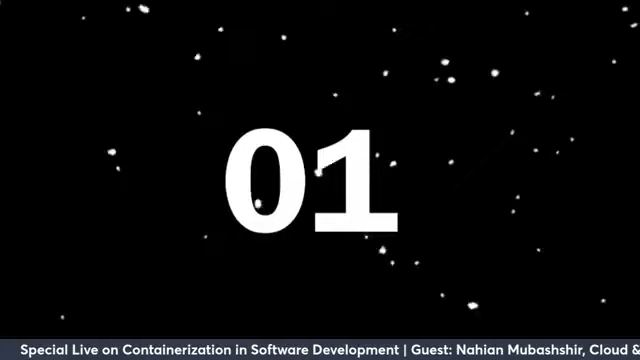 01
Special Live on Containerization in Software Development | Guest: Nahian Mubashshir, Cloud &